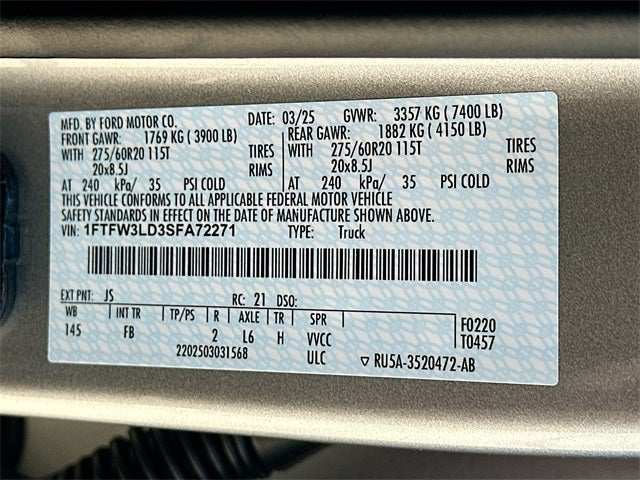 MFD. BY FORD MOTOR CO. DATE: 03/25 GVWR: 3357 KG ( 7400 LB)
FRONT GAWR: 1769 KG ( 3900 LB) REAR GAWR: 1882 KG ( 4150 LB)
WITH 275/60R20 115T TIRES WITH 275/60R20 115T TIRES
20x8.5J RIMS 20x8.5J RIMS
AT 240 kPa/ 35 PSI COLD AT 240 kPa/ 35 PSI COLD
THIS VEHICLE CONFORMS TO ALL APPLICABLE FEDERAL MOTOR VEHICLE
SAFETY STANDARDS IN EFFECT ON THE DATE OF MANUFACTURE SHOWN ABOVE.
VIN: 1FTFW3LD3SFA72271 TYPE: Truck
EXT PNT: JS RC: 21 DSO:
WB INT TR TP/PS R AXLE TR SPR F0220
145 FB 2 L6 H VVCC T0457
2202503031568 ULC ▽ RU5A-3520472-AB